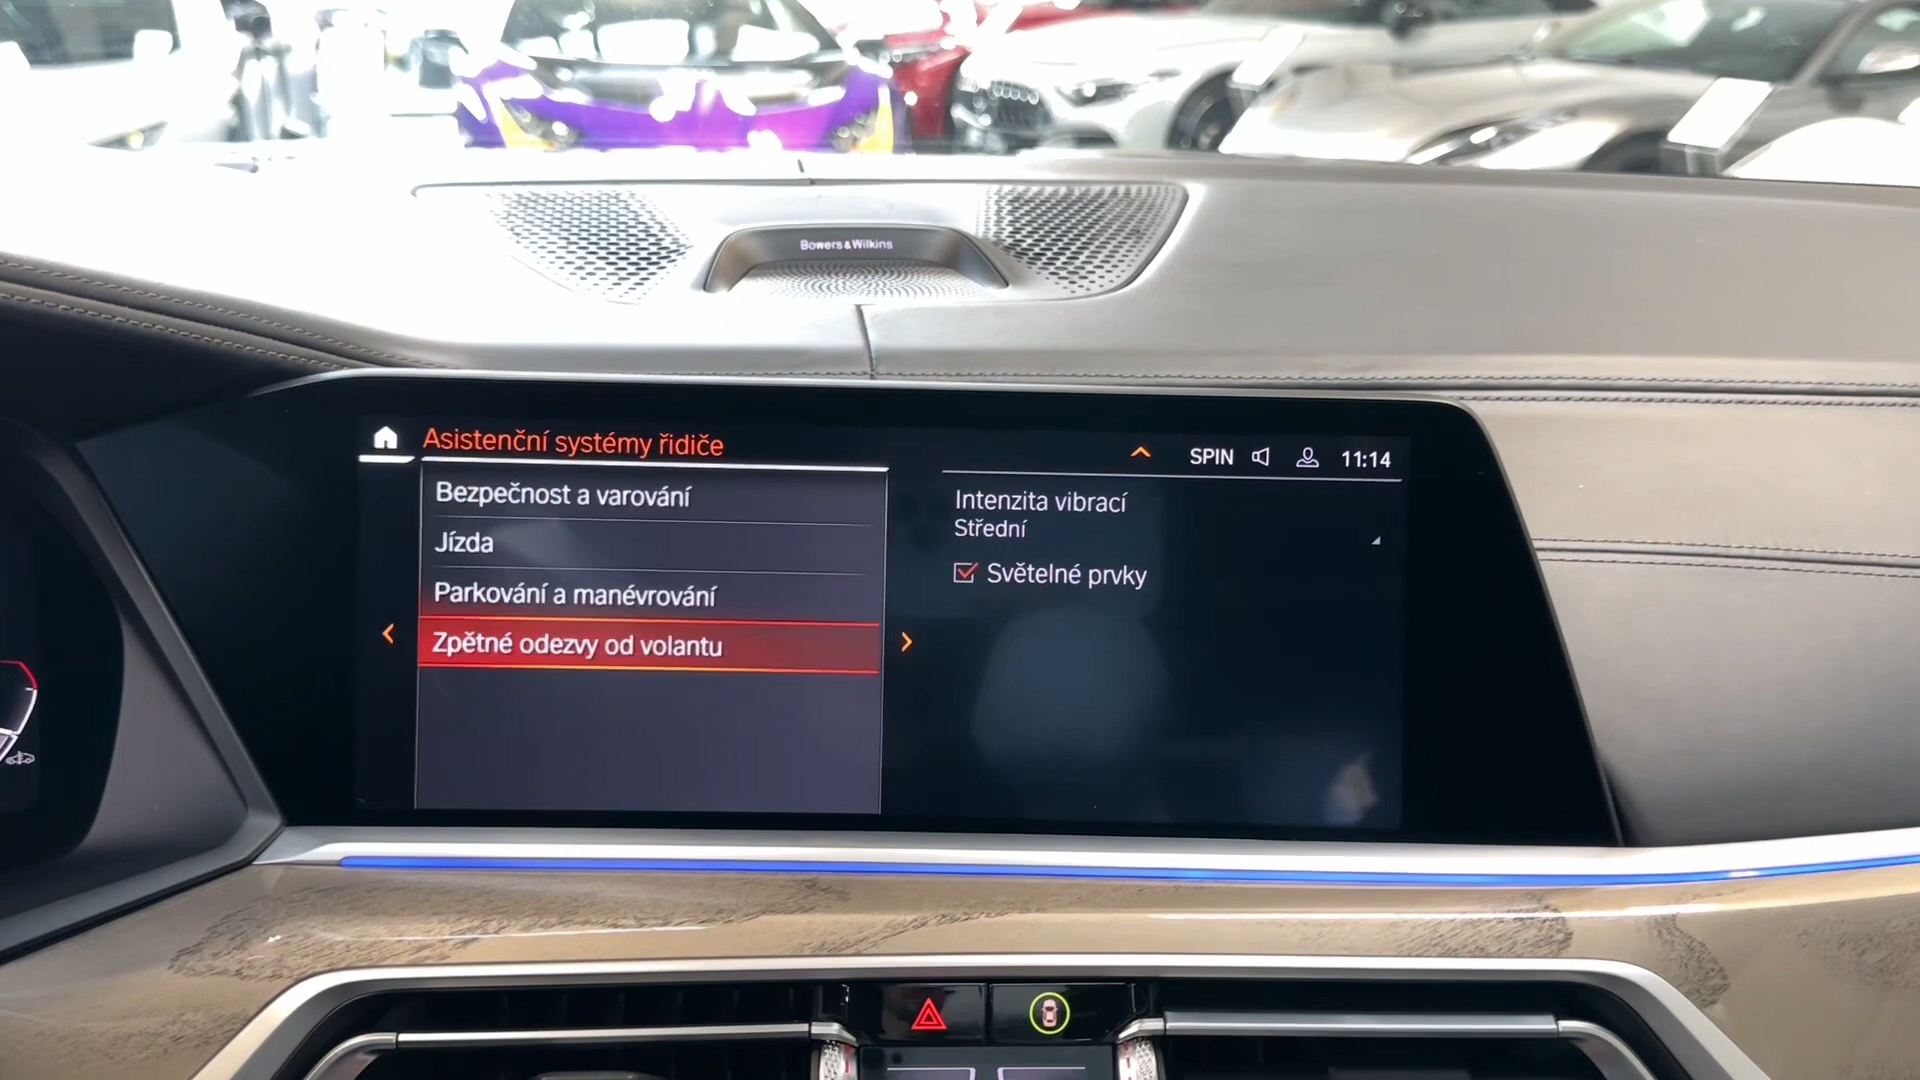 Bowers & Wilkins
Asistenční systémy řidiče
SPIN
11:14
Bezpečnost a varování
Jízda
Parkování a manévrování
Zpětné odezvy od volantu
Intenzita vibrací
Střední
Světelné prvky